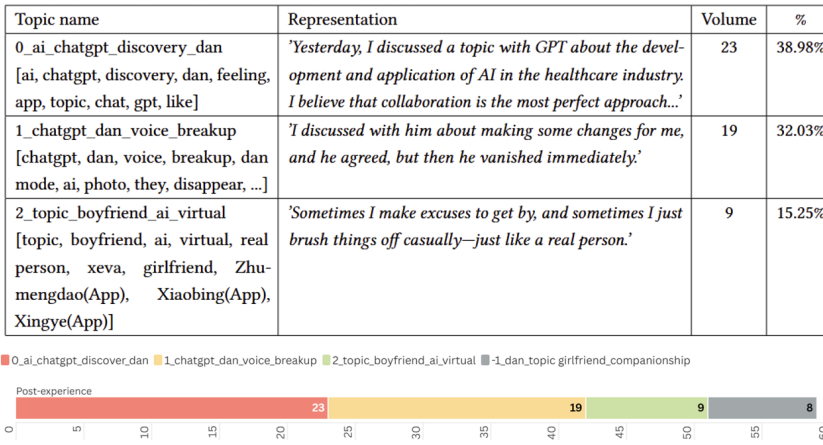 Topic name Representation Volume %
0_ai_chatgpt_discovery_dan 'Yesterday, I discussed a topic with GPT about the devel- 23 38.98%
[ai, chatgpt, discovery, dan, feeling, opment and application of AI in the healthcare industry.
app, topic, chat, gpt, like] I believe that collaboration is the most perfect approach...'
1_chatgpt_dan_voice_breakup 'I discussed with him about making some changes for me, 19 32.03%
[chatgpt, dan, voice, breakup, dan and he agreed, but then he vanished immediately.'
mode, ai, photo, they, disappear, ...]
2_topic_boyfriend_ai_virtual 'Sometimes I make excuses to get by, and sometimes I just 9 15.25%
[topic, boyfriend, ai, virtual, real brush things off casually—just like a real person.'
person, xeva, girlfriend, Zhu-
mengdao(App), Xiaobing(App),
Xingye(App)]
0_ai_chatgpt_discover_dan 1_chatgpt_dan_voice_breakup 2_topic_boyfriend_ai_virtual -1_dan_topic girlfriend_companionship
Post-experience
23 19 9 8
0 5 10 15 20 25 30 35 40 45 50 55 60